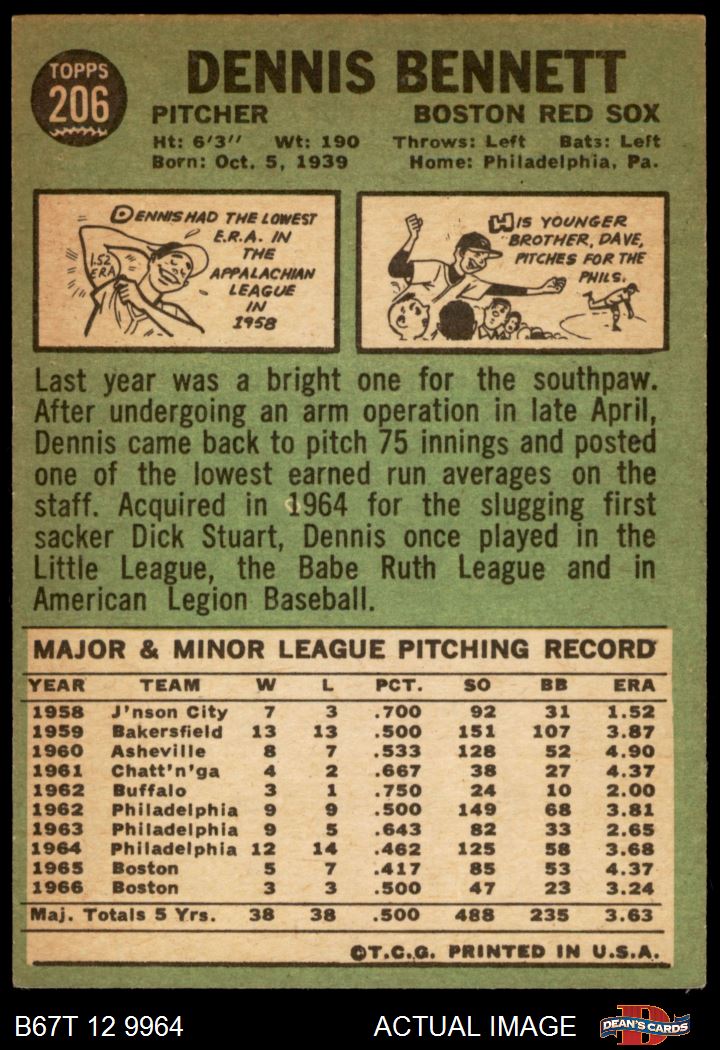 TOPPS
206
DENNIS BENNETT
PITCHER BOSTON RED SOX
Ht: 6'3" Wt: 190 Throws: Left Bats: Left
Born: Oct. 5, 1939 Home: Philadelphia, Pa.
DENNIS HAD THE LOWEST
E.R.A. IN
THE
APPALACHIAN
LEAGUE
IN
1958
1.52
ERA
HIS YOUNGER
BROTHER, DAVE,
PITCHES FOR THE
PHILS.
Last year was a bright one for the southpaw.
After undergoing an arm operation in late April,
Dennis came back to pitch 75 innings and posted
one of the lowest earned run averages on the
staff. Acquired in 1964 for the slugging first
sacker Dick Stuart, Dennis once played in the
Little League, the Babe Ruth League and in
American Legion Baseball.
MAJOR & MINOR LEAGUE PITCHING RECORD
YEAR TEAM W L PCT. SO BB ERA
1958 J'nson City 7 3 .700 92 31 1.52
1959 Bakersfield 13 13 .500 151 107 3.87
1960 Asheville 8 7 .533 128 52 4.90
1961 Chatt'n'ga 4 2 .667 38 27 4.37
1962 Buffalo 3 1 .750 24 10 2.00
1962 Philadelphia 9 9 .500 149 68 3.81
1963 Philadelphia 9 5 .643 82 33 2.65
1964 Philadelphia 12 14 .462 125 58 3.68
1965 Boston 5 7 .417 85 53 4.37
1966 Boston 3 3 .500 47 23 3.24
Maj. Totals 5 Yrs. 38 38 .500 488 235 3.63
©T.C.G. PRINTED IN U.S.A.
B67T 12 9964 ACTUAL IMAGE
D
DEAN'S CARDS